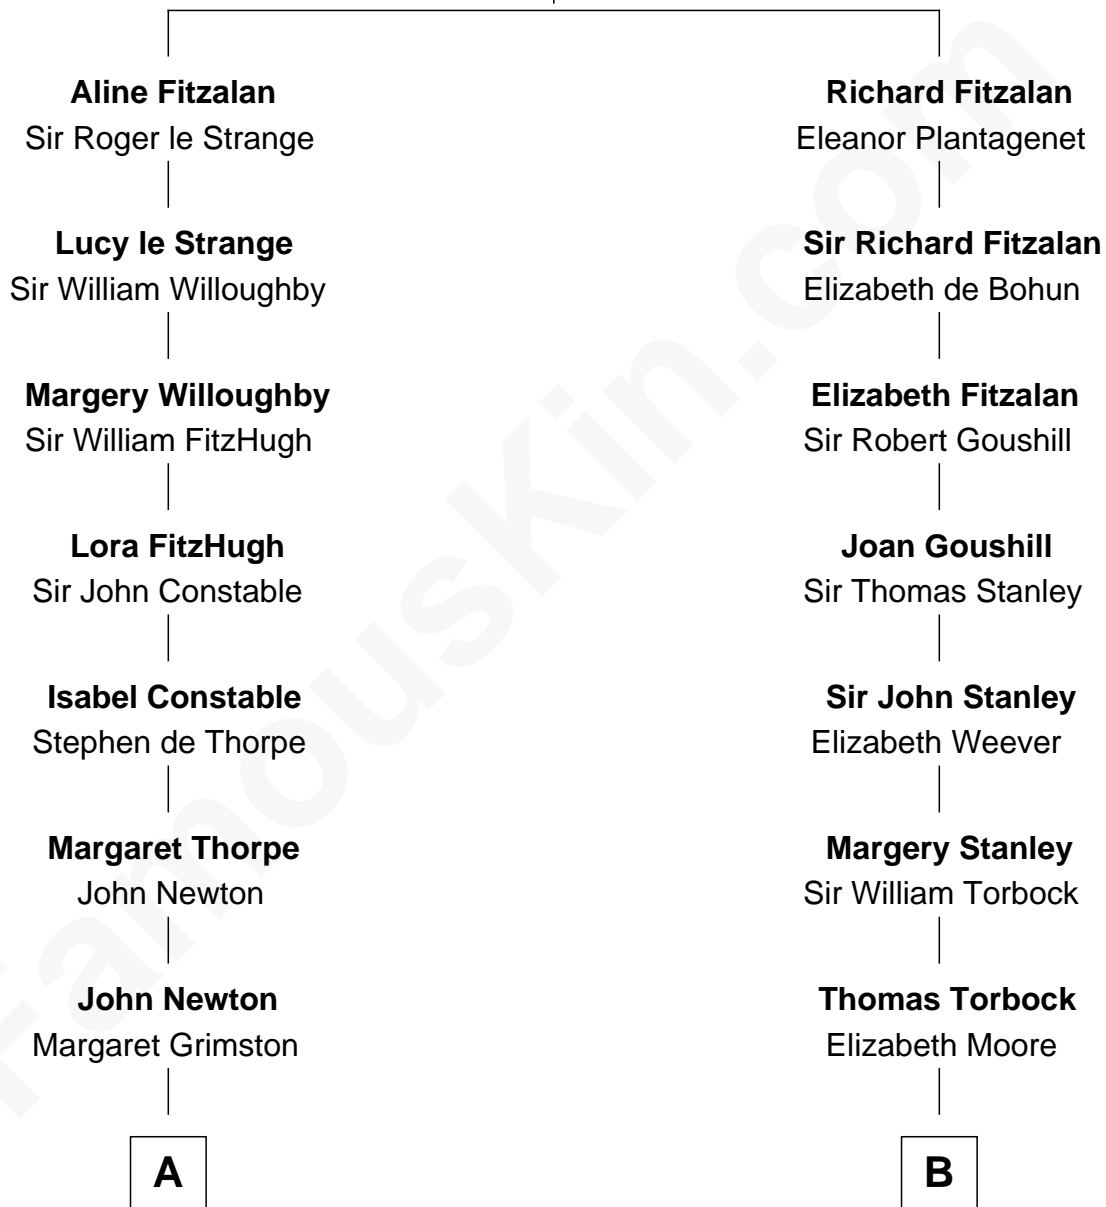 Aline Fitzalan
Sir Roger le Strange
Lucy le Strange
Sir William Willoughby
Margery Willoughby
Sir William FitzHugh
Lora FitzHugh
Sir John Constable
Isabel Constable
Stephen de Thorpe
Margaret Thorpe
John Newton
John Newton
Margaret Grimston
A
Richard Fitzalan
Eleanor Plantagenet
Sir Richard Fitzalan
Elizabeth de Bohun
Elizabeth Fitzalan
Sir Robert Goushill
Joan Goushill
Sir Thomas Stanley
Sir John Stanley
Elizabeth Weever
Margery Stanley
Sir William Torbock
Thomas Torbock
Elizabeth Moore
B
FamousKin.com